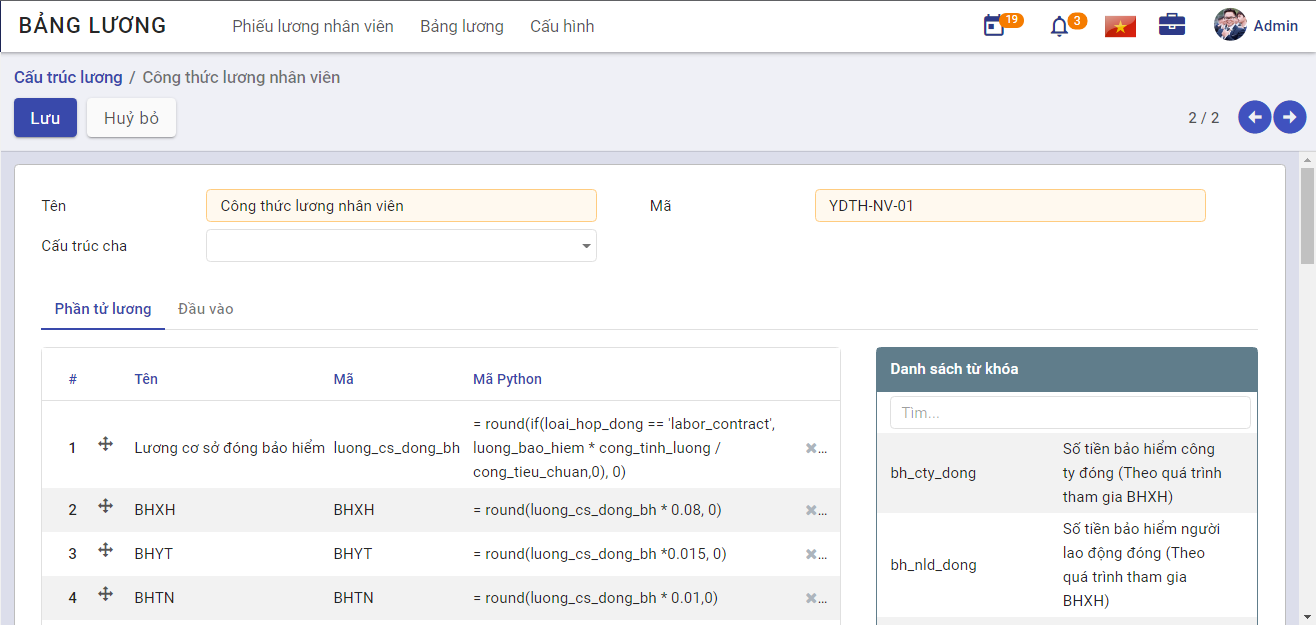 BẢNG LƯƠNG
Phiếu lương nhân viên
Bảng lương
Cấu hình
19
3
Admin
Cấu trúc lương / Công thức lương nhân viên
Lưu
Huỷ bỏ
2 / 2
Tên
Công thức lương nhân viên
Mã
YDTH-NV-01
Cấu trúc cha
Phần tử lương
Đầu vào
#
Tên
Mã
Mã Python
1
Lương cơ sở đóng bảo hiểm
luong_cs_dong_bh
= round(if(loai_hop_dong == 'labor_contract',
luong_bao_hiem * cong_tinh_luong /
cong_tieu_chuan,0), 0)
...
2
BHXH
BHXH
= round(luong_cs_dong_bh * 0.08, 0)
...
3
BHYT
BHYT
= round(luong_cs_dong_bh *0.015, 0)
...
4
BHTN
BHTN
= round(luong_cs_dong_bh * 0.01,0)
...
Danh sách từ khóa
Tìm...
bh_cty_dong
Số tiền bảo hiểm công
ty đóng (Theo quá trình
tham gia BHXH)
bh_nld_dong
Số tiền bảo hiểm người
lao động đóng (Theo
quá trình tham gia
BHXH)